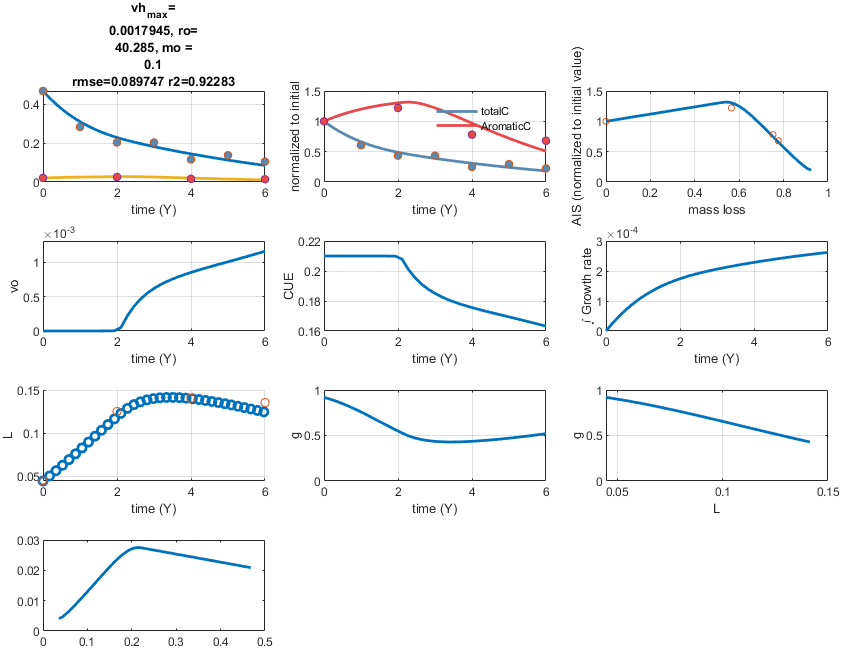 vh_max=
0.0017945, ro=
40.285, mo =
0.1
rmse=0.089747 r2=0.92283
0.4
0.2
0
0 2 4 6
time (Y)
normalized to initial
1.5
1
0.5
0
totalC
AromaticC
0 2 4 6
time (Y)
AIS (normalized to initial value)
1.5
1
0.5
0
0 0.2 0.4 0.6 0.8 1
mass loss
×10^-3
vo
1
0.5
0
0 2 4 6
time (Y)
CUE
0.22
0.2
0.18
0.16
0 2 4 6
time (Y)
×10^-4
∫ Growth rate
3
2
1
0
0 2 4 6
time (Y)
L
0.15
0.1
0.05
0 2 4 6
time (Y)
g
1
0.5
0
0 2 4 6
time (Y)
g
1
0.5
0
0.05 0.1 0.15
L
0.03
0.02
0.01
0
0 0.1 0.2 0.3 0.4 0.5